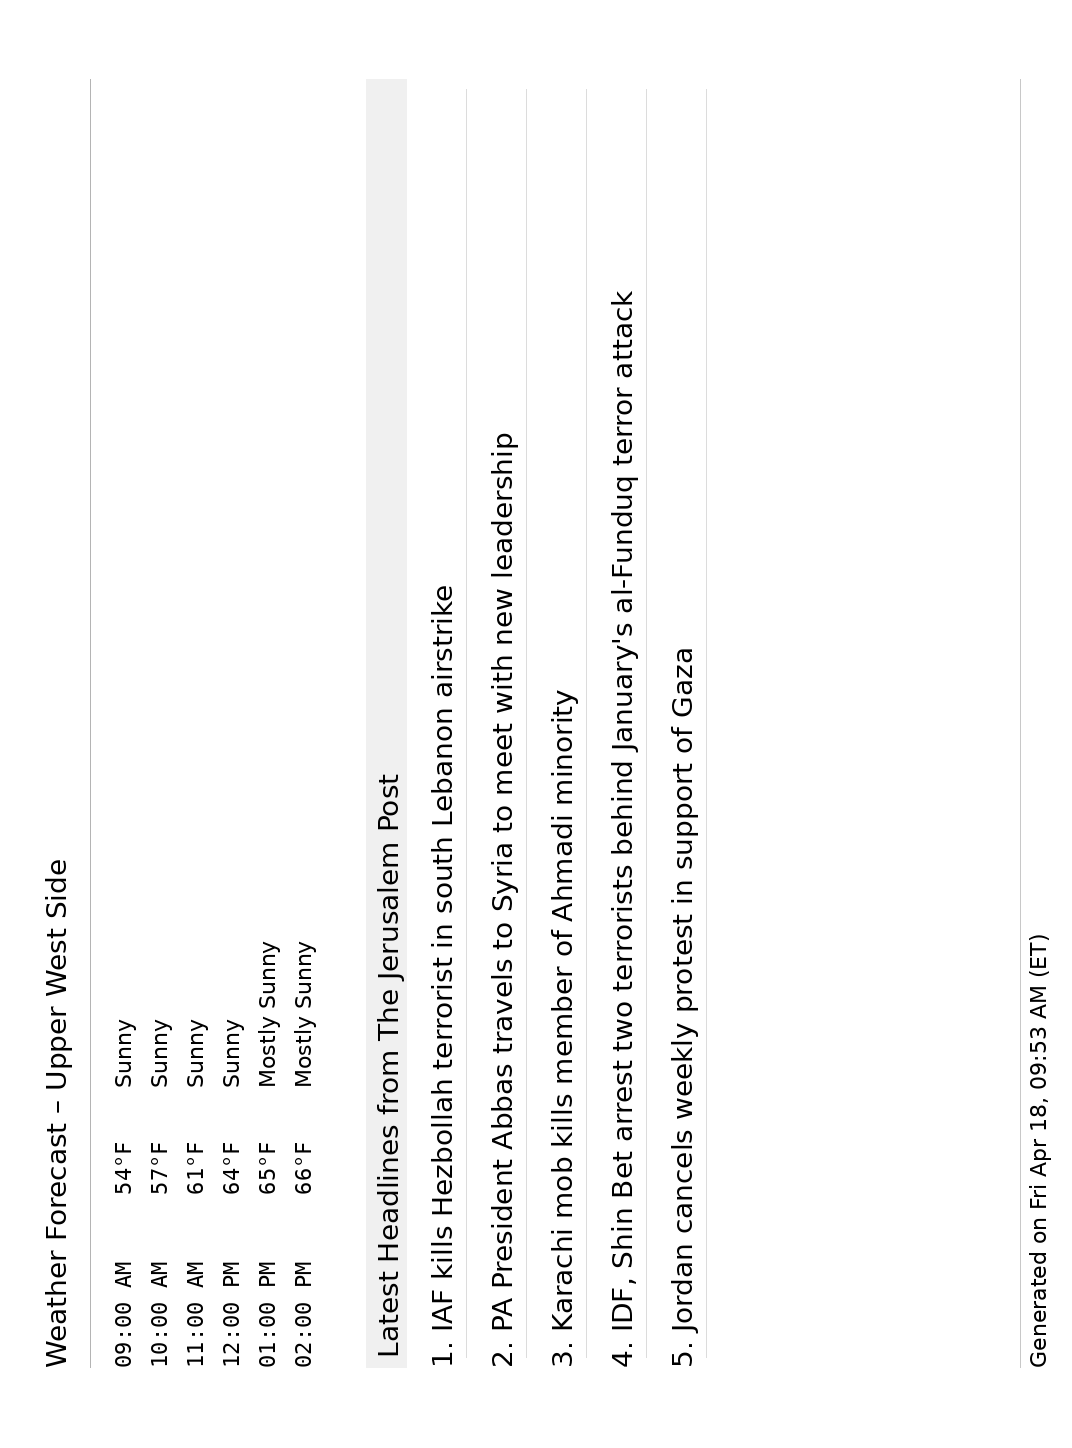 Weather Forecast – Upper West Side
09:00 AM 54°F Sunny
10:00 AM 57°F Sunny
11:00 AM 61°F Sunny
12:00 PM 64°F Sunny
01:00 PM 65°F Mostly Sunny
02:00 PM 66°F Mostly Sunny
Latest Headlines from The Jerusalem Post
1. IAF kills Hezbollah terrorist in south Lebanon airstrike
2. PA President Abbas travels to Syria to meet with new leadership
3. Karachi mob kills member of Ahmadi minority
4. IDF, Shin Bet arrest two terrorists behind January's al-Funduq terror attack
5. Jordan cancels weekly protest in support of Gaza
Generated on Fri Apr 18, 09:53 AM (ET)